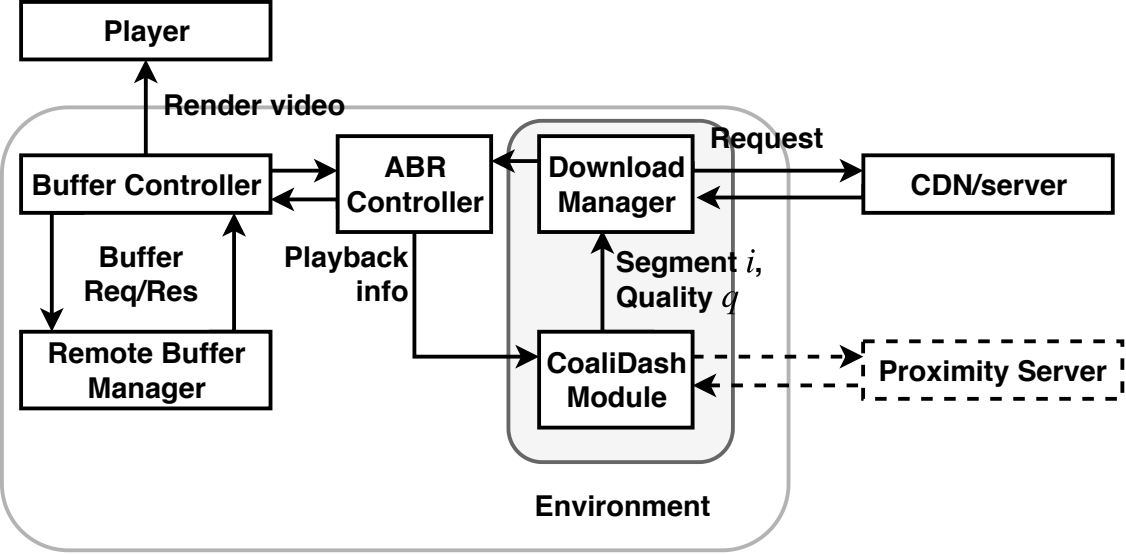 Player
Render video
Buffer Controller
ABR
Controller
Download
Manager
Request
CDN/server
Buffer
Req/Res
Playback
info
Segment i,
Quality q
Remote Buffer
Manager
CoaliDash
Module
Proximity Server
Environment